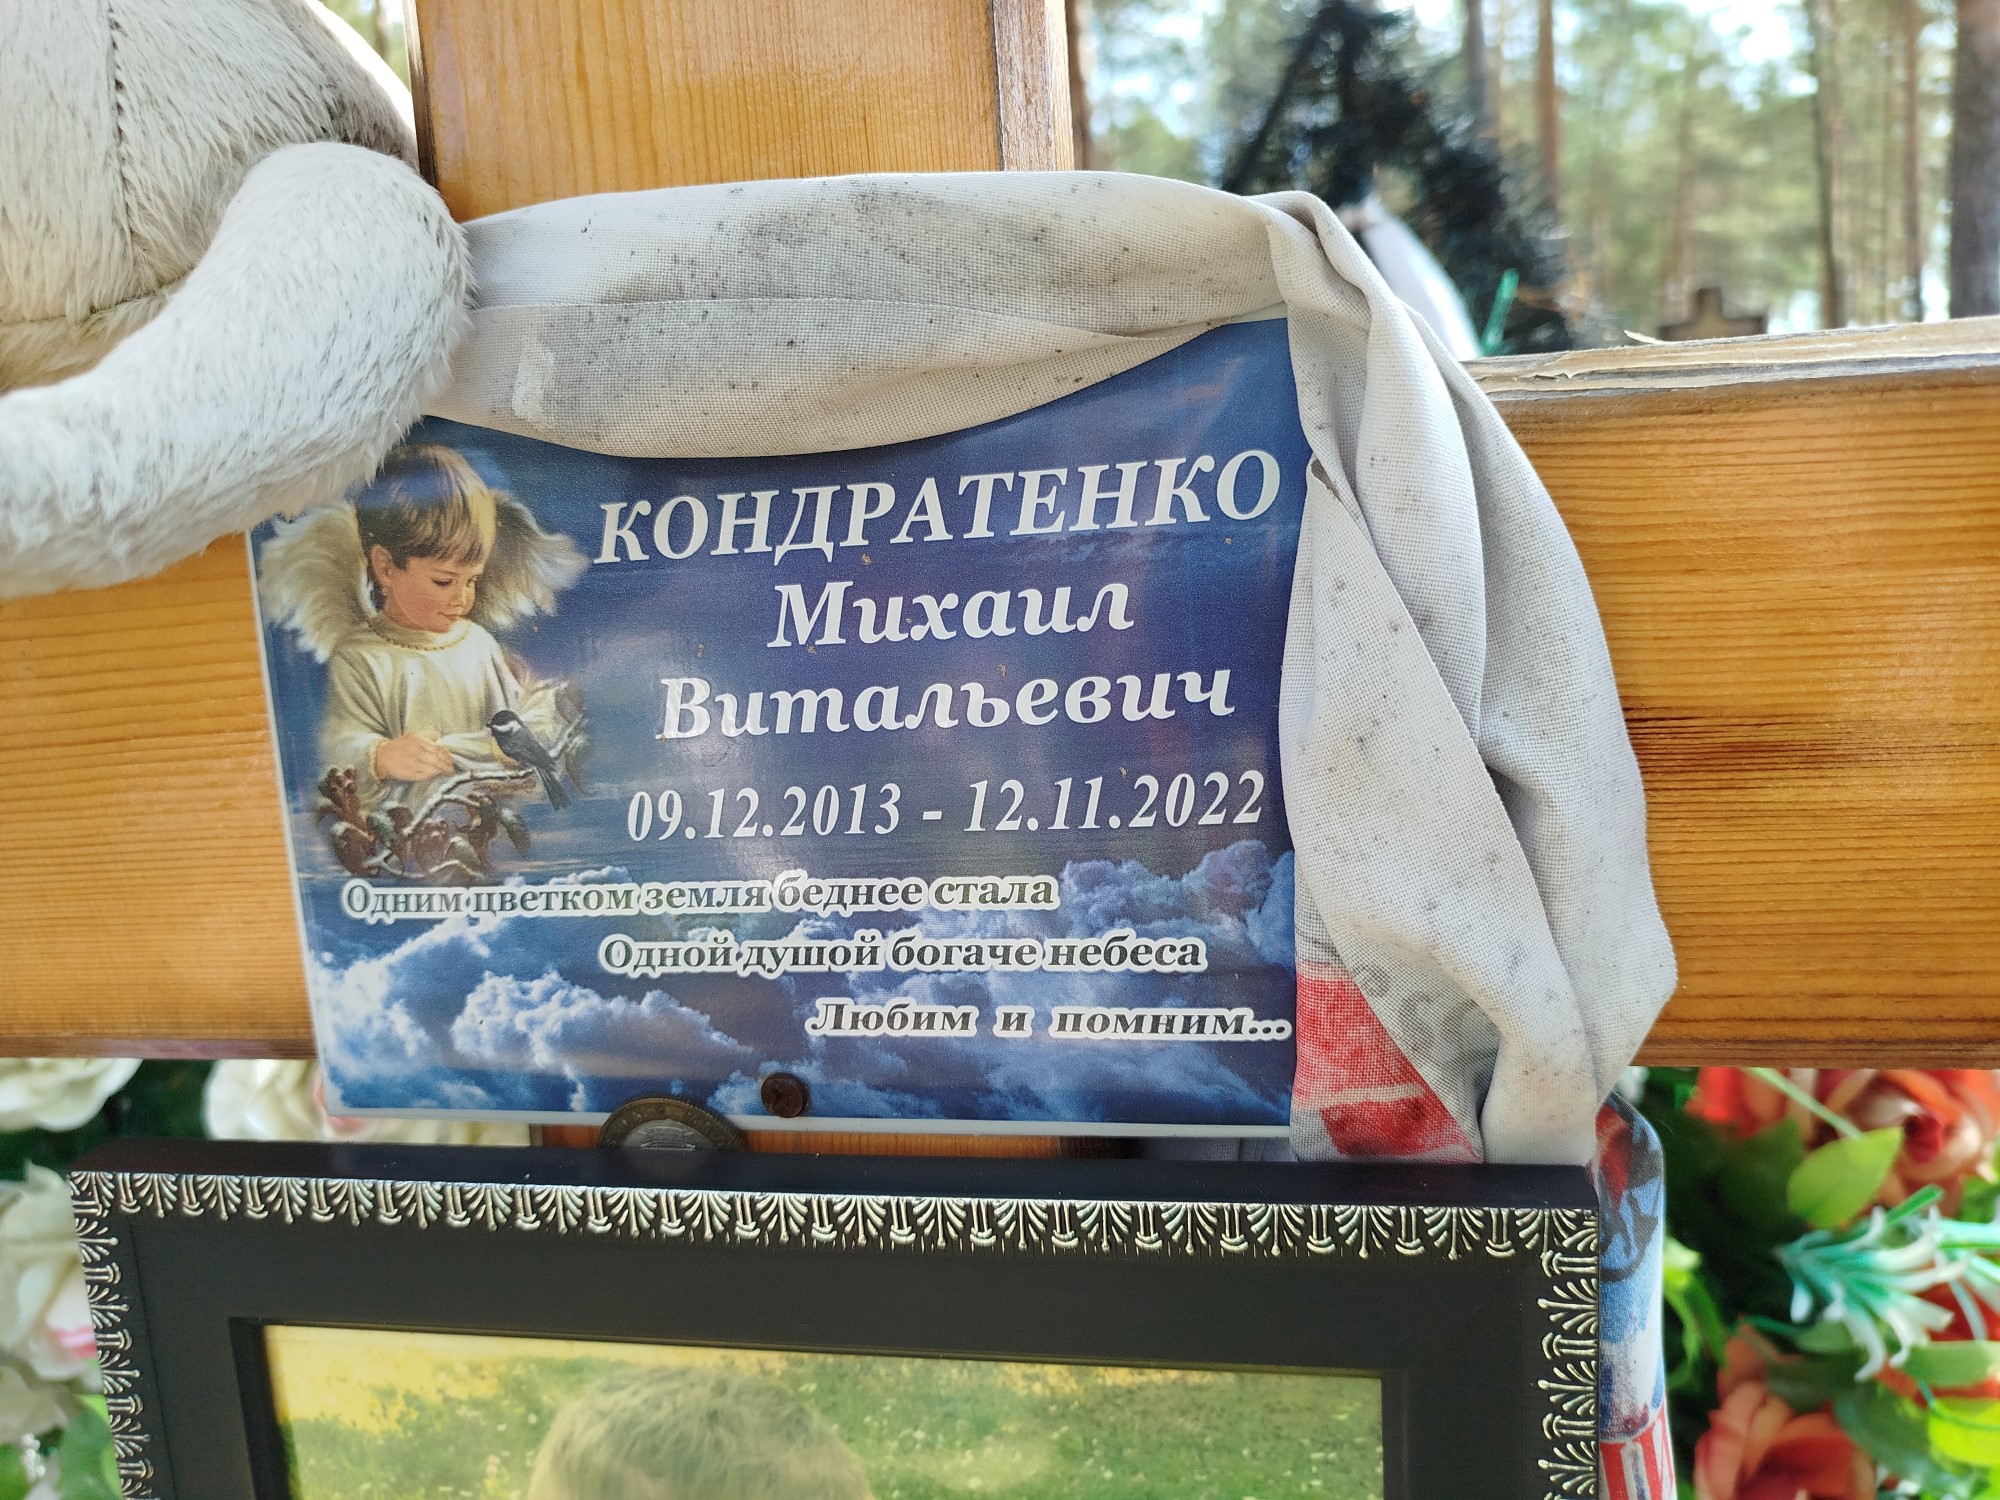 КОНДРАТЕНКО
Михаил
Витальевич
09.12.2013 - 12.11.2022
Одним цветком земля беднее стала
Одной душой богаче небеса
Любим и помним...